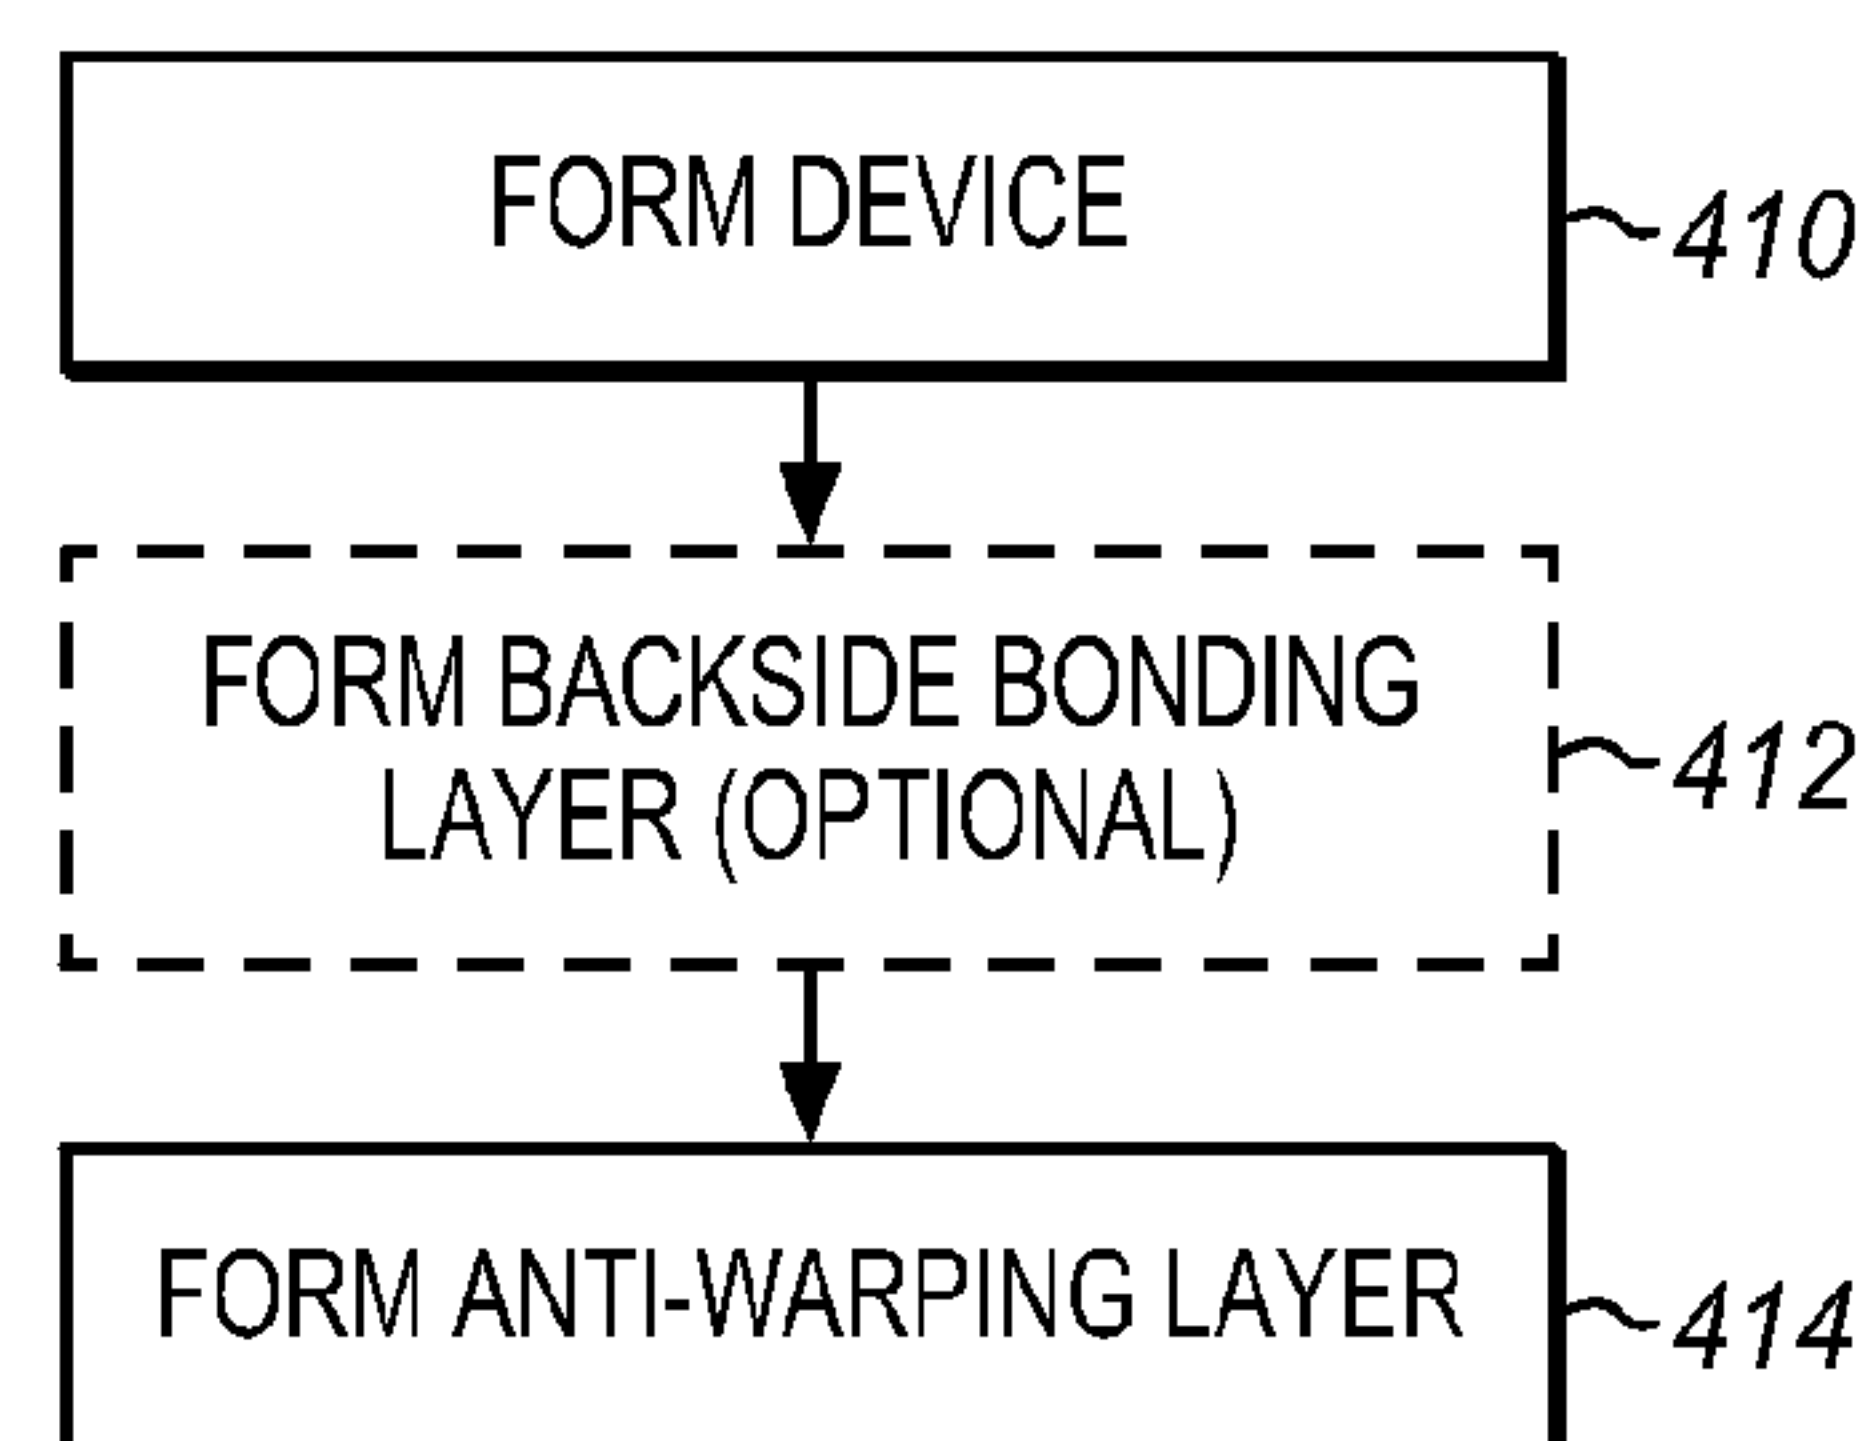 FORM DEVICE
410
FORM BACKSIDE BONDING
LAYER (OPTIONAL)
412
FORM ANTI-WARPING LAYER
414